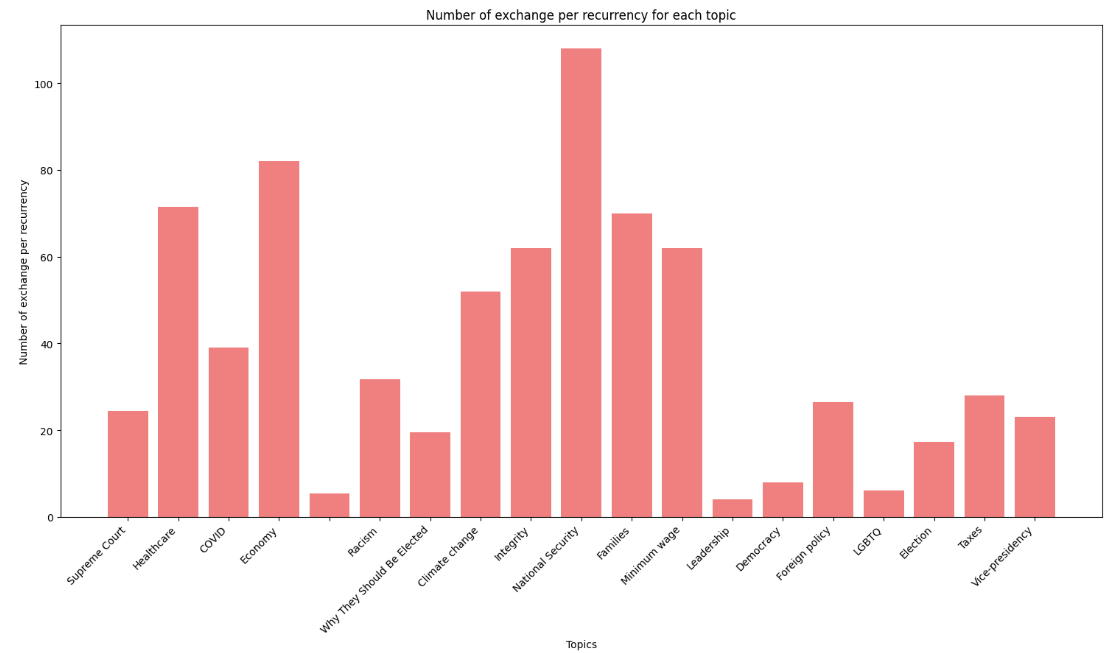 Number of exchange per recurrency for each topic
Number of exchange per recurrency
100
80
60
40
20
0
Supreme Court
Healthcare
COVID
Economy
Racism
Why They Should Be Elected
Climate change
Integrity
National Security
Families
Minimum wage
Leadership
Democracy
Foreign policy
LGBTQ
Election
Taxes
Vice-presidency
Topics